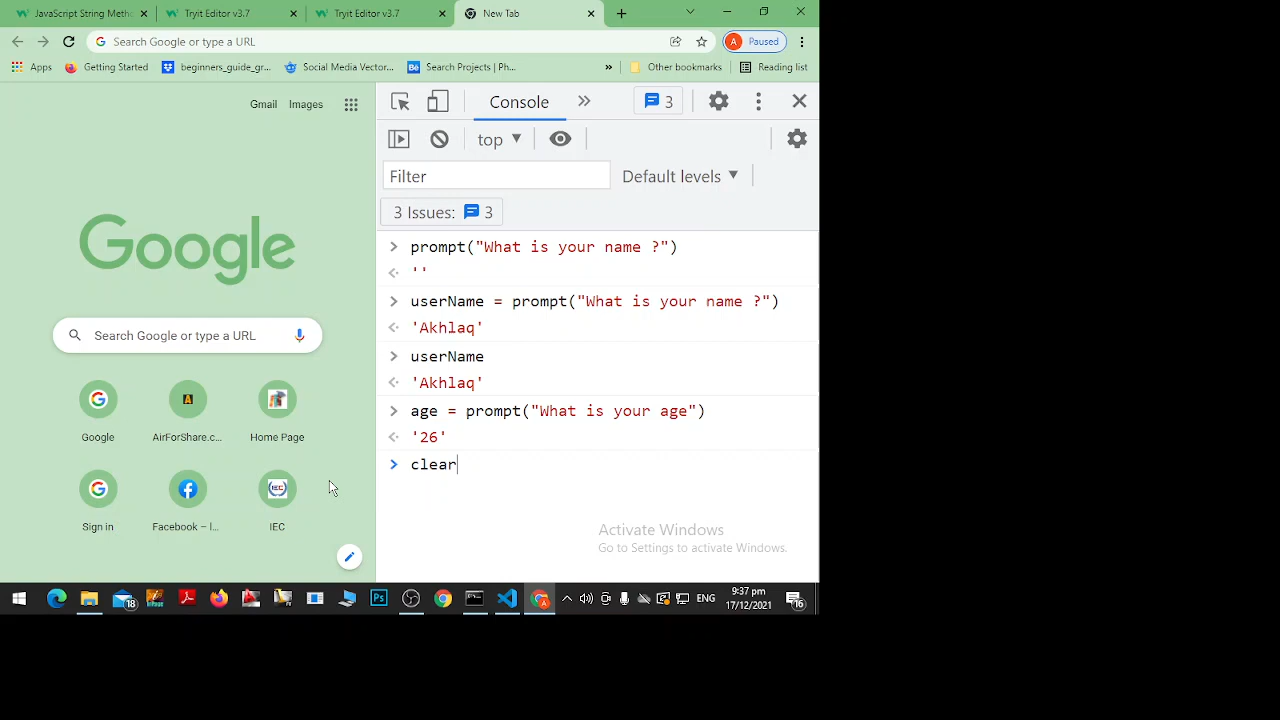 JavaScript String Meth
Tryit Editor v3.7
Tryit Editor v3.7
New Tab
Search Google or type a URL
A Paused
Apps
Getting Started
beginners_guide_gr...
Social Media Vector...
Bē Search Projects | Ph...
»
Other bookmarks
Reading list
Gmail Images
Google
Search Google or type a URL
Google
AirForShare.c...
Home Page
Sign in
Facebook – l...
IEC
IEC
Console
3
top
Filter
Default levels
3 Issues: 3
> prompt("What is your name ?")
''
> userName = prompt("What is your name ?")
'Akhlaq'
> userName
'Akhlaq'
> age = prompt("What is your age")
'26'
> clear
Activate Windows
Go to Settings to activate Windows.
18
Ps
ENG
9:37 pm
17/12/2021
16